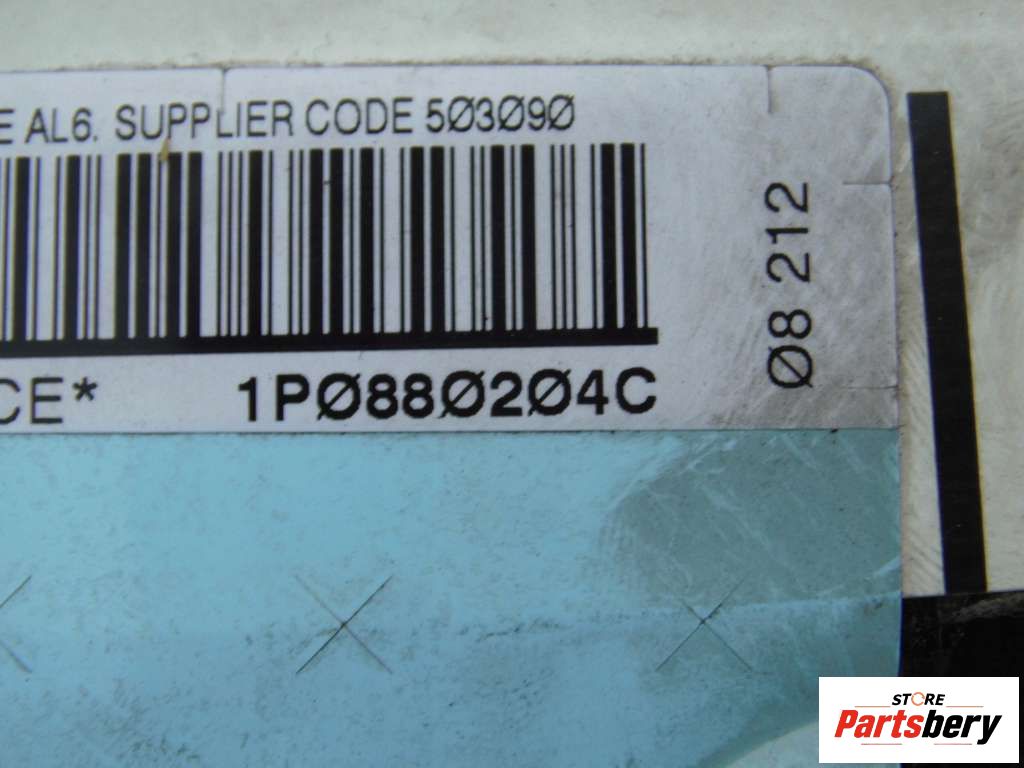 E AL6. SUPPLIER CODE 5Ø3Ø9Ø
CE* 1PØ88Ø2Ø4C
Ø8 212
STORE
Partsbery